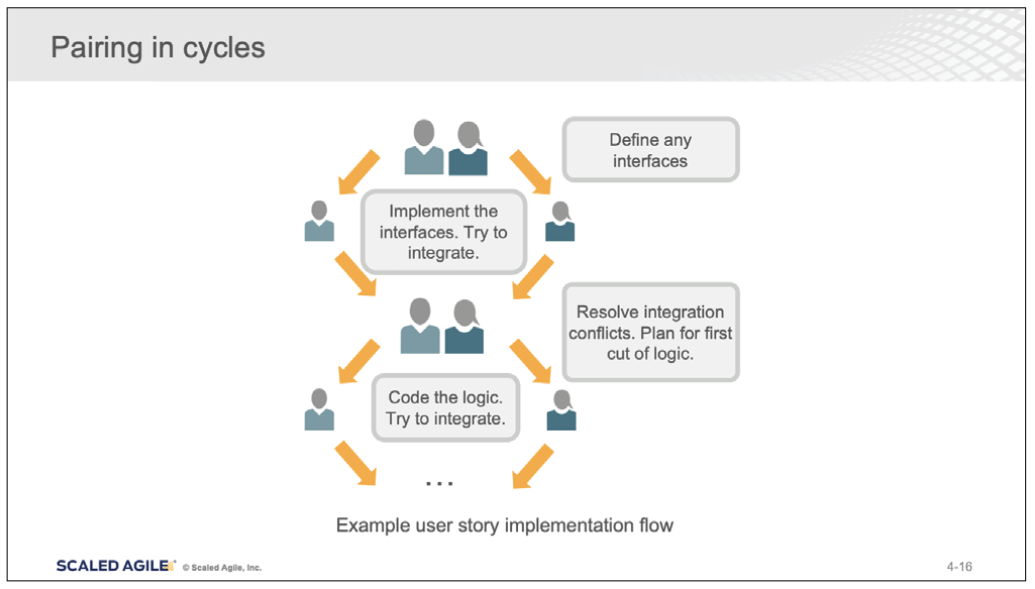 Pairing in cycles
Define any
interfaces
Implement the
interfaces. Try to
integrate.
Resolve integration
conflicts. Plan for first
cut of logic.
Code the logic.
Try to integrate.
...
Example user story implementation flow
SCALED AGILE® © Scaled Agile, Inc.
4-16